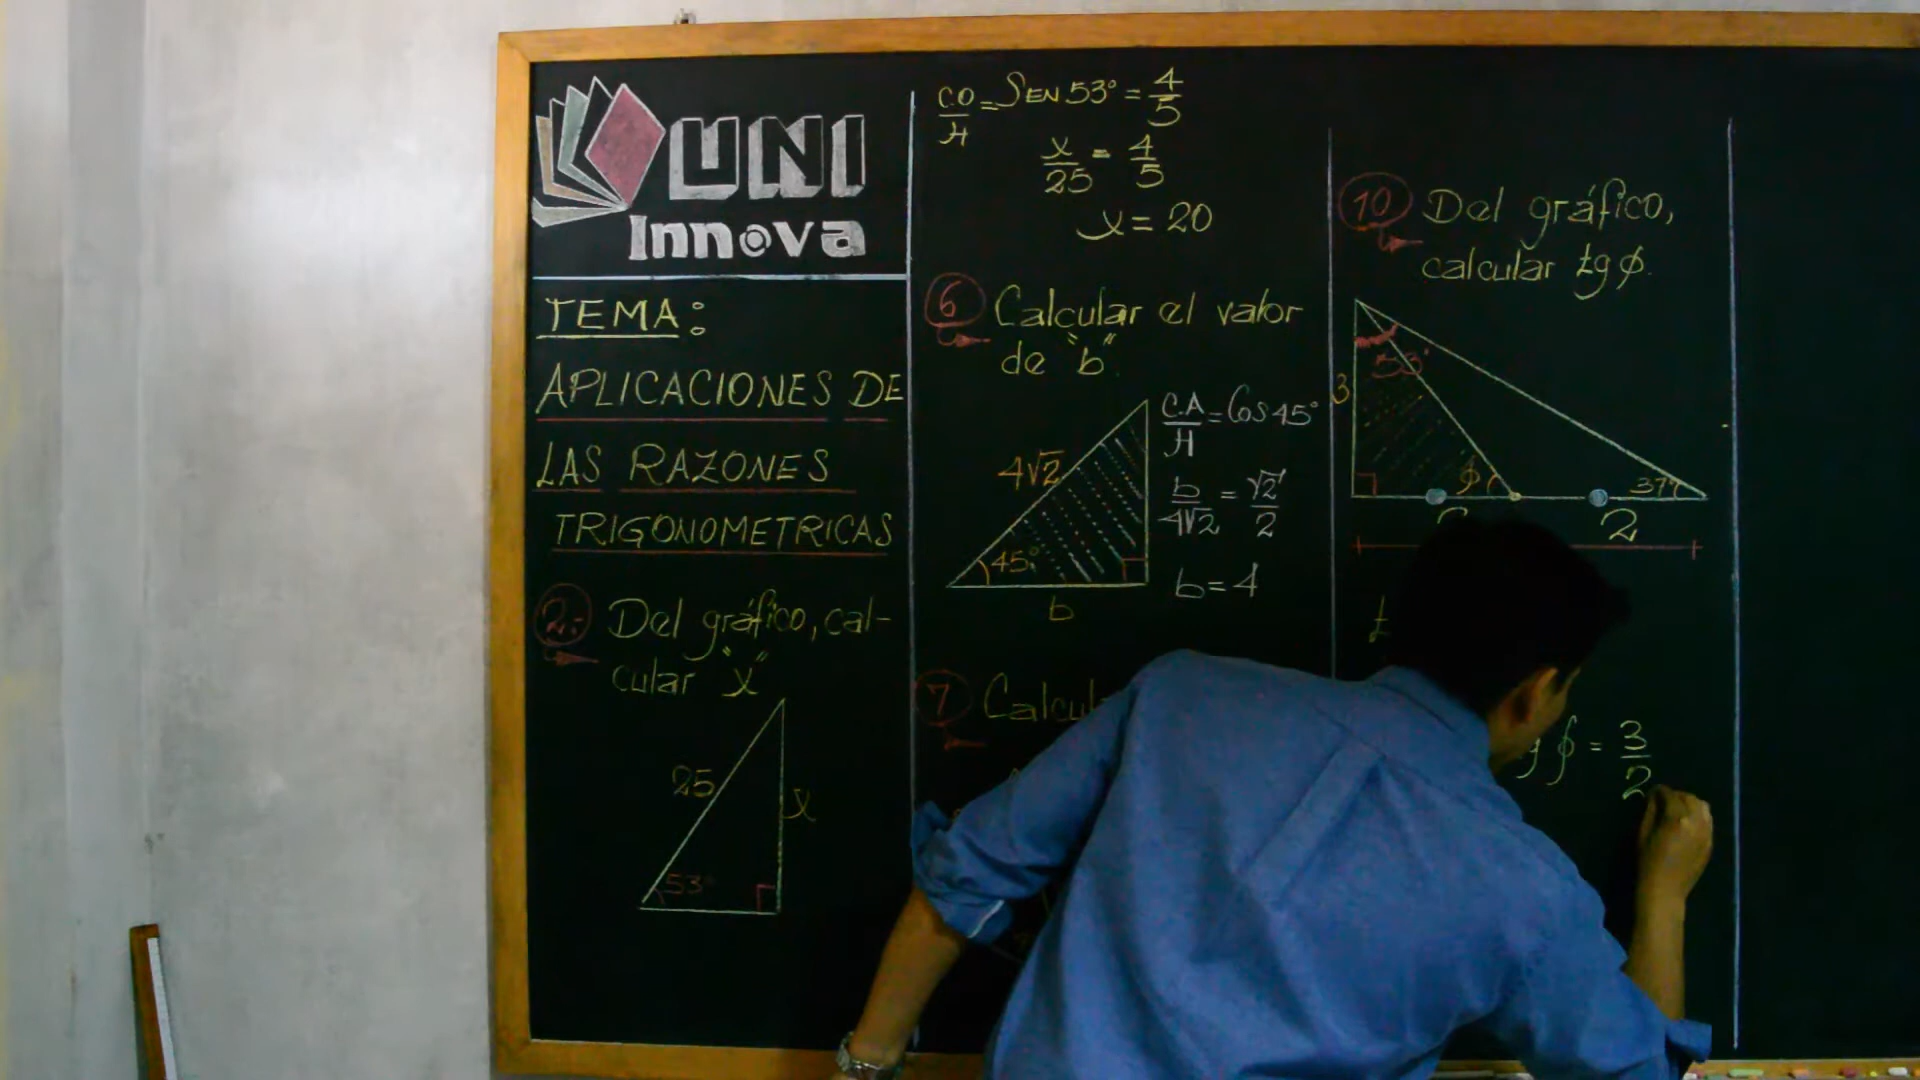 UNI
Innova
TEMA:
APLICACIONES DE
LAS RAZONES
TRIGONOMETRICAS
2.- Del gráfico, cal-
cular "x"
25
x
53°
C.O/H = SEN 53° = 4/5
x/25 = 4/5
x = 20
6 Calcular el valor
de "b"
4√2
45°
b
C.A/H = Cos 45°
b/4√2 = √2/2
b = 4
7
10 Del gráfico,
calcular tg ϕ.
53°
3
ϕ
37°
2
ϕ = 3/2